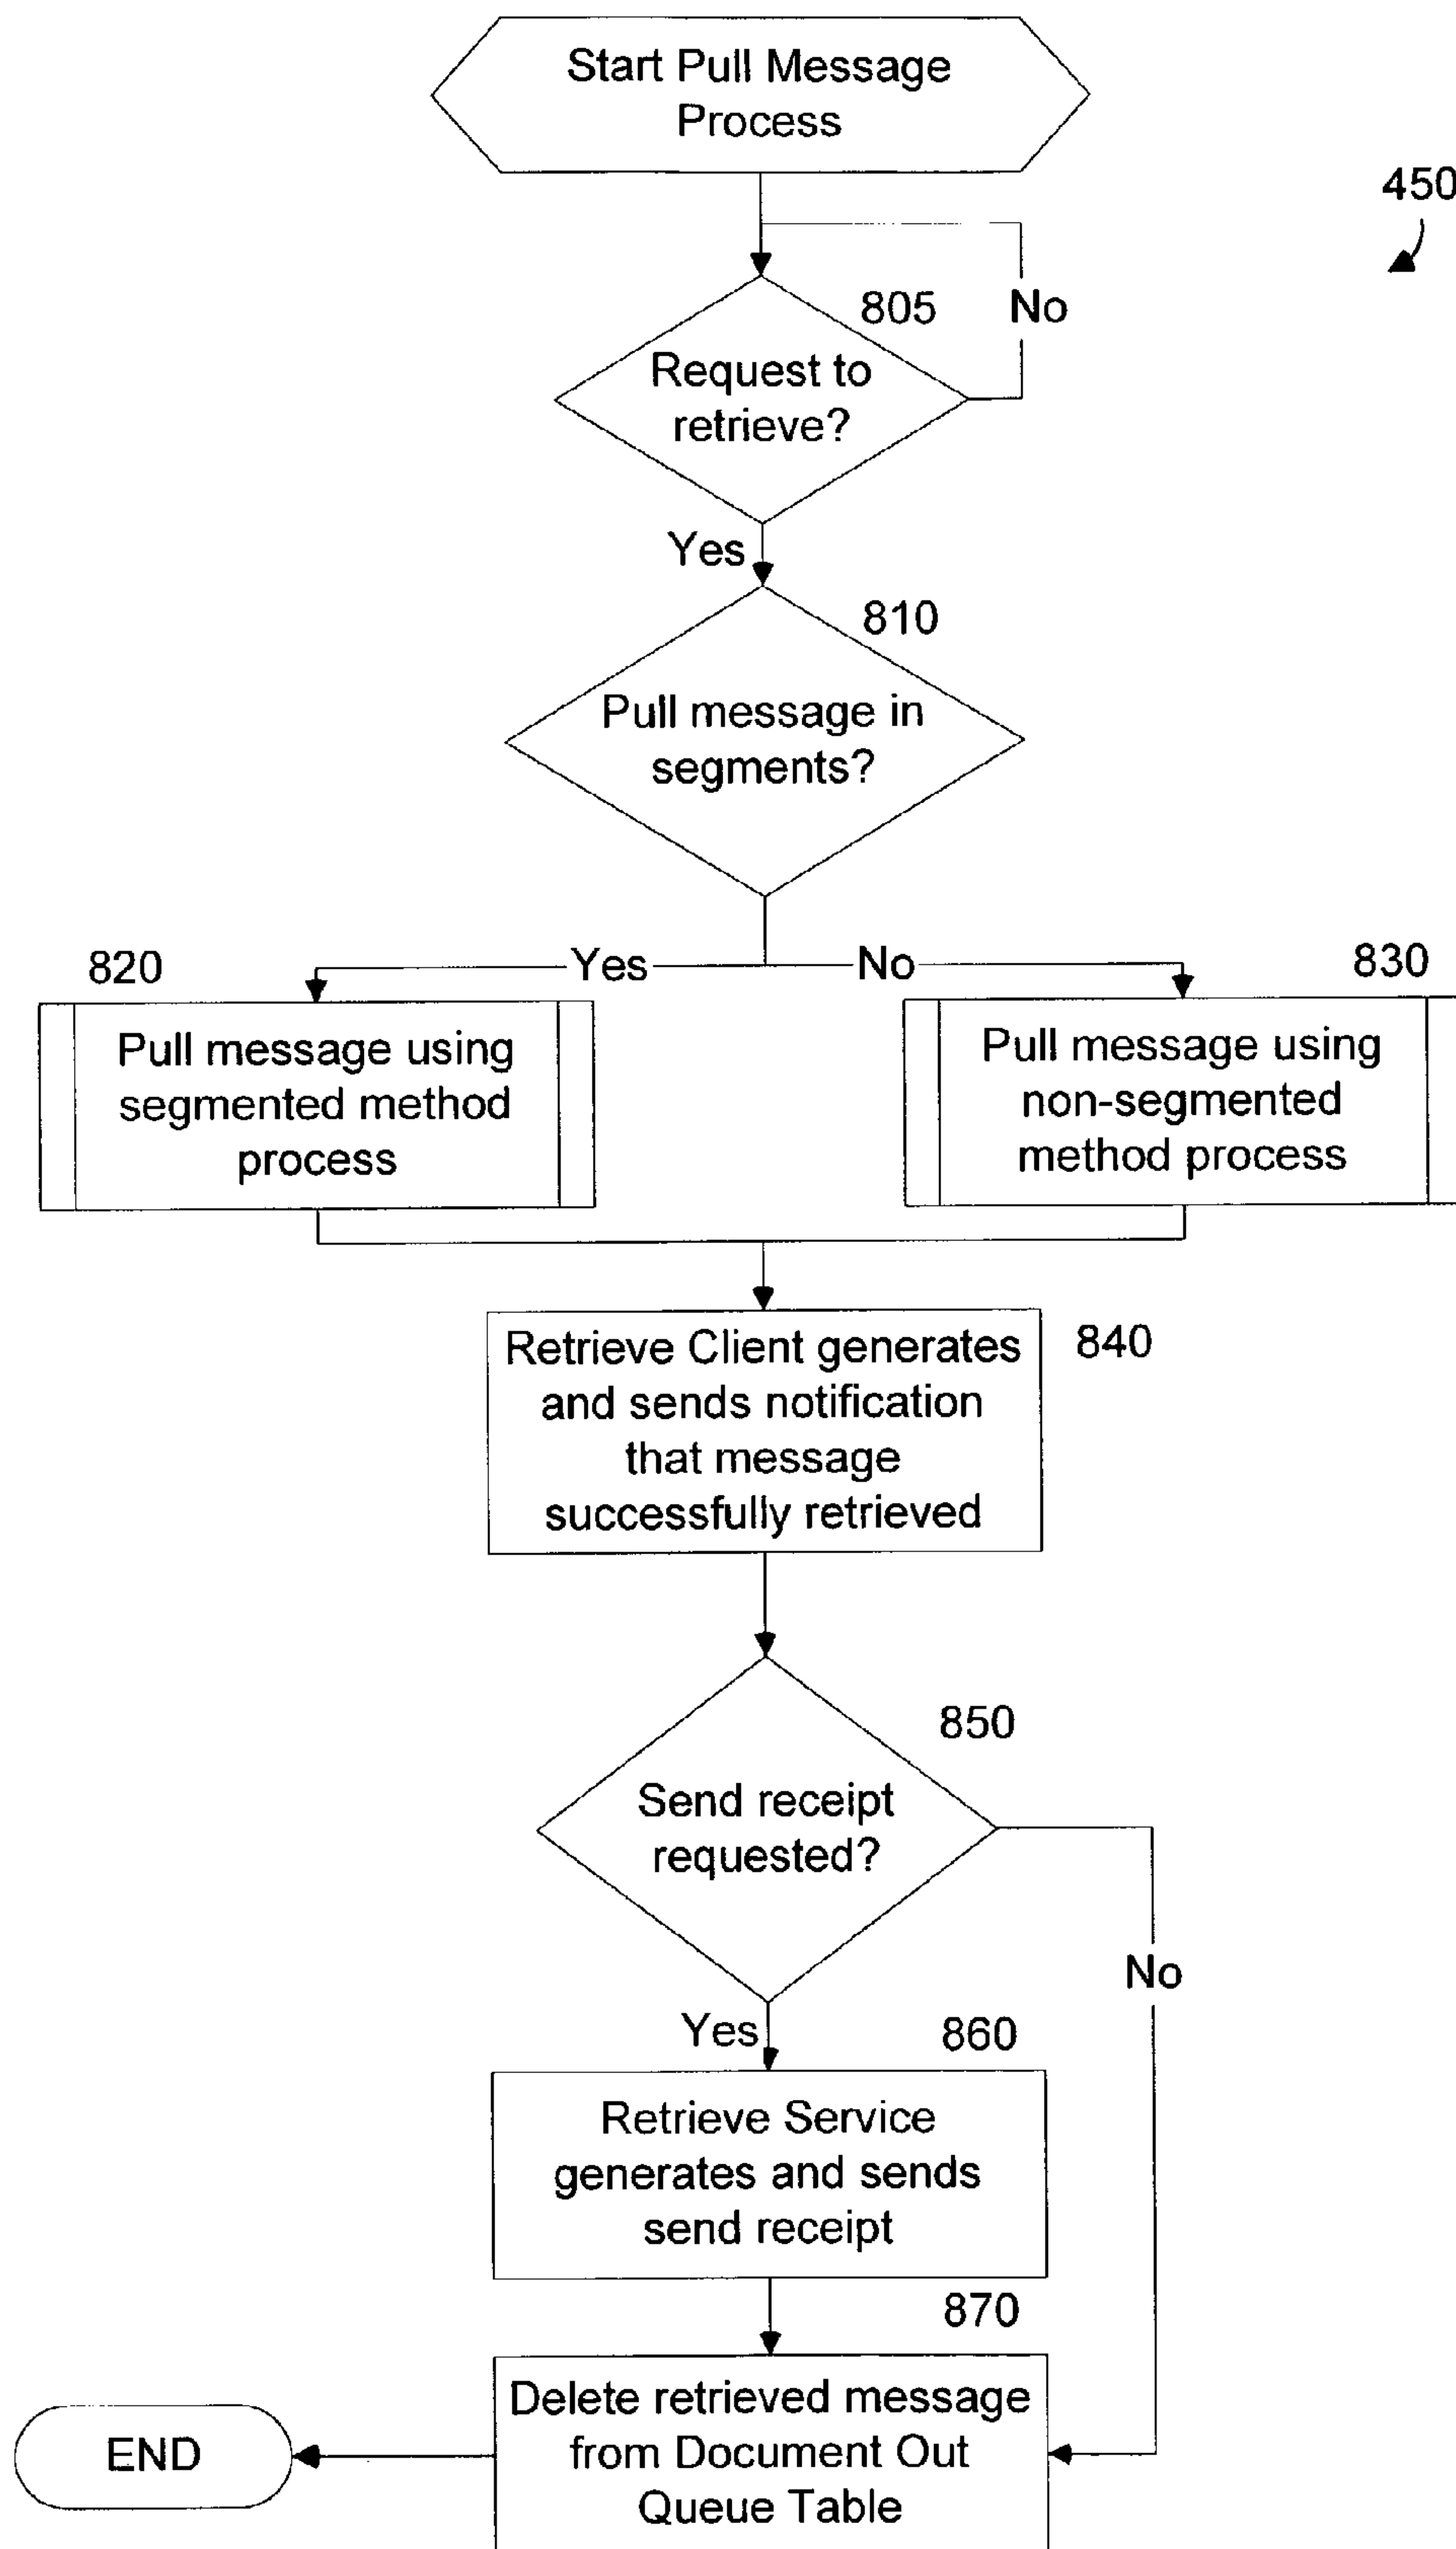 Start Pull Message
Process
450
805
No
Request to
retrieve?
Yes
810
Pull message in
segments?
820
Yes
No
830
Pull message using
segmented method
process
Pull message using
non-segmented
method process
Retrieve Client generates
and sends notification
that message
successfully retrieved
840
850
Send receipt
requested?
No
Yes
860
Retrieve Service
generates and sends
send receipt
870
Delete retrieved message
from Document Out
Queue Table
END